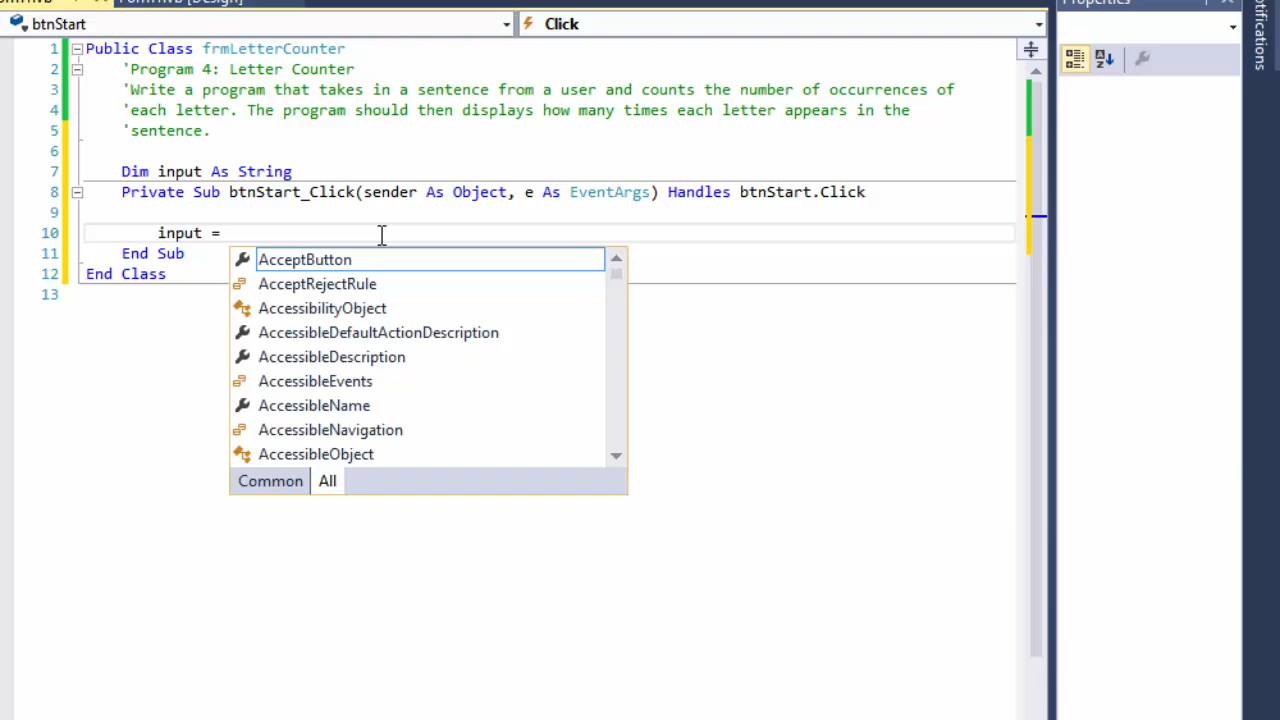 btnStart
Click
Properties
Notifications
1 Public Class frmLetterCounter
2 'Program 4: Letter Counter
3 'Write a program that takes in a sentence from a user and counts the number of occurrences of
4 'each letter. The program should then displays how many times each letter appears in the
5 'sentence.
6
7 Dim input As String
8 Private Sub btnStart_Click(sender As Object, e As EventArgs) Handles btnStart.Click
9
10 input =
11 End Sub
12 End Class
13
AcceptButton
AcceptRejectRule
AccessibilityObject
AccessibleDefaultActionDescription
AccessibleDescription
AccessibleEvents
AccessibleName
AccessibleNavigation
AccessibleObject
Common All